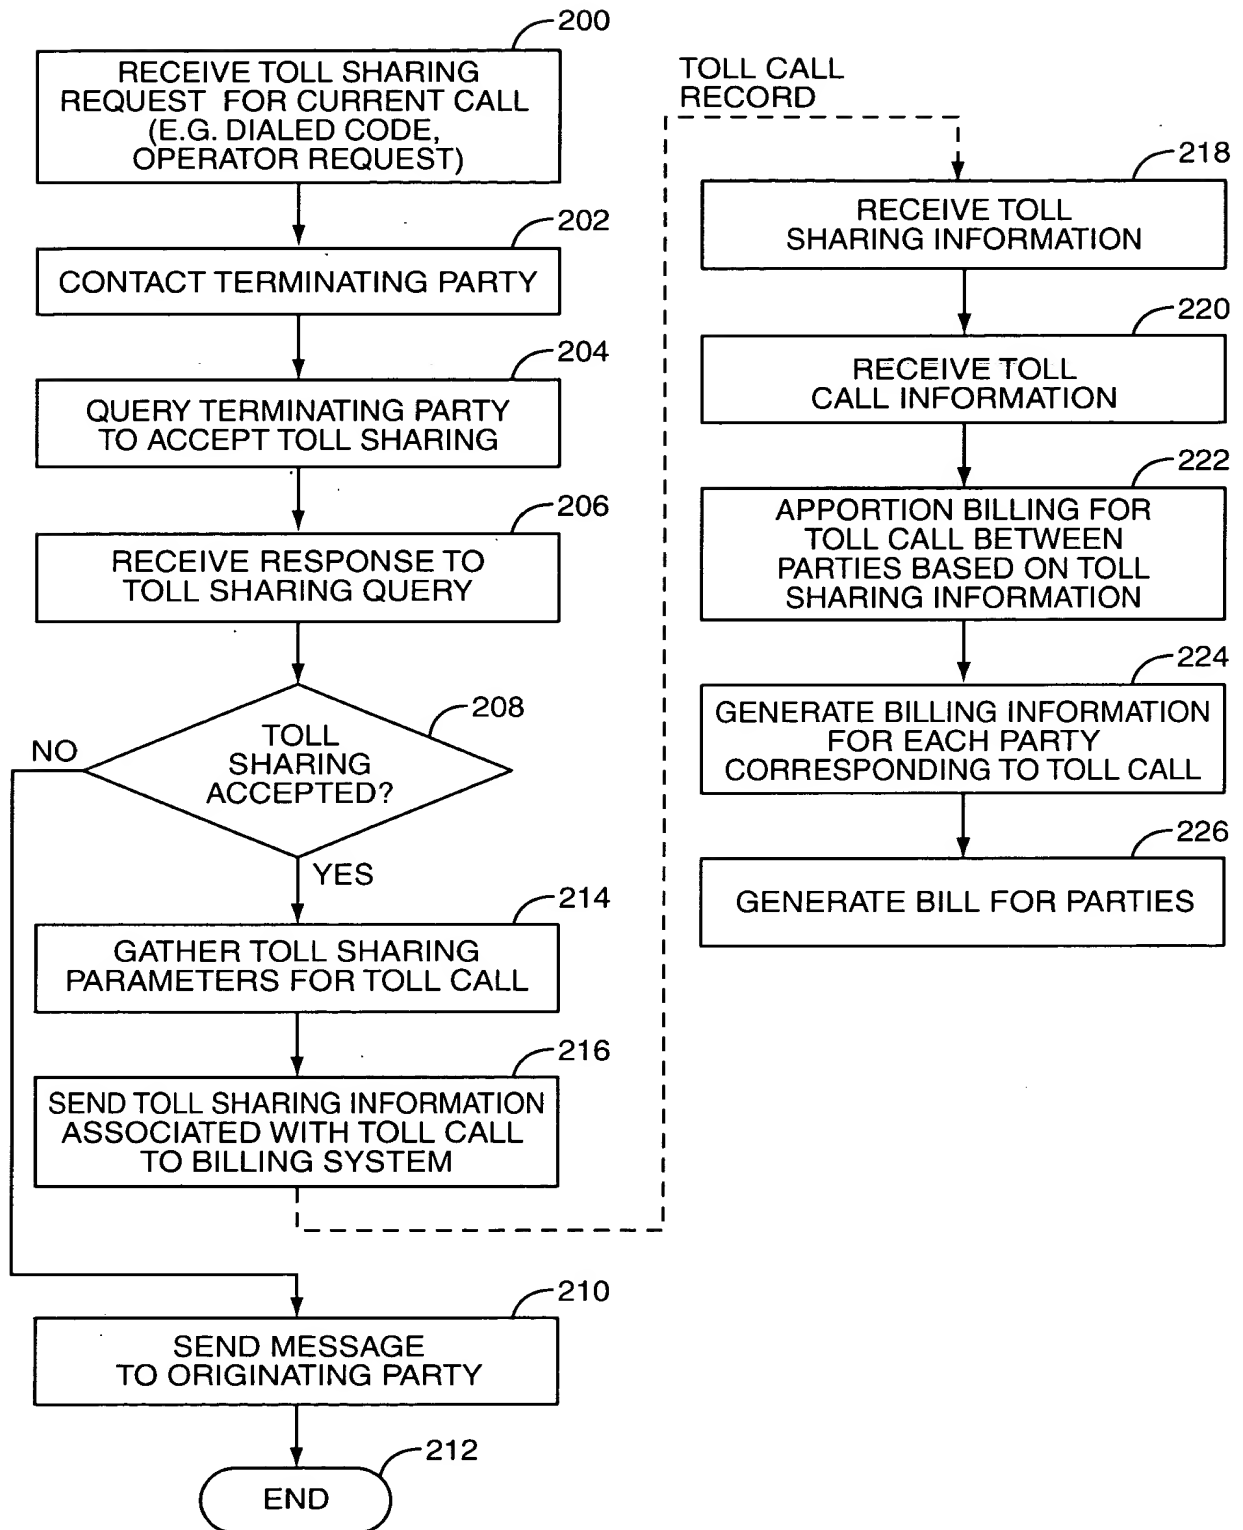 200
RECEIVE TOLL SHARING
REQUEST FOR CURRENT CALL
(E.G. DIALED CODE,
OPERATOR REQUEST)
202
CONTACT TERMINATING PARTY
204
QUERY TERMINATING PARTY
TO ACCEPT TOLL SHARING
206
RECEIVE RESPONSE TO
TOLL SHARING QUERY
208
TOLL
SHARING
ACCEPTED?
NO
YES
214
GATHER TOLL SHARING
PARAMETERS FOR TOLL CALL
216
SEND TOLL SHARING INFORMATION
ASSOCIATED WITH TOLL CALL
TO BILLING SYSTEM
210
SEND MESSAGE
TO ORIGINATING PARTY
212
END
TOLL CALL
RECORD
218
RECEIVE TOLL
SHARING INFORMATION
220
RECEIVE TOLL
CALL INFORMATION
222
APPORTION BILLING FOR
TOLL CALL BETWEEN
PARTIES BASED ON TOLL
SHARING INFORMATION
224
GENERATE BILLING INFORMATION
FOR EACH PARTY
CORRESPONDING TO TOLL CALL
226
GENERATE BILL FOR PARTIES